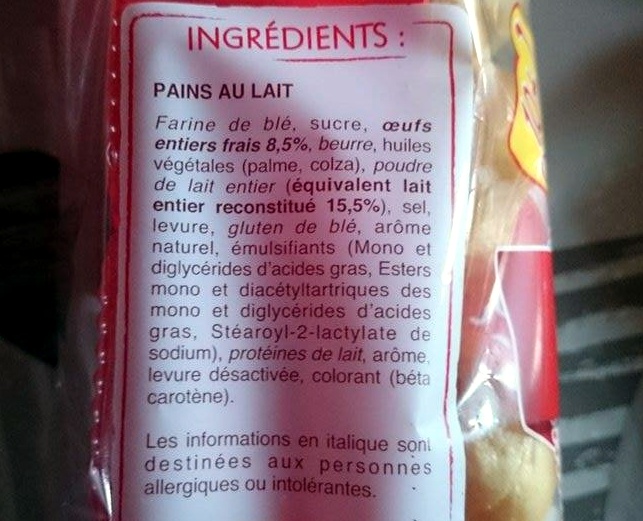 INGRÉDIENTS :
PAINS AU LAIT
Farine de blé, sucre, œufs
entiers frais 8,5%, beurre, huiles
végétales (palme, colza), poudre
de lait entier (équivalent lait
entier reconstitué 15,5%), sel,
levure, gluten de blé, arôme
naturel, émulsifiants (Mono et
diglycérides d'acides gras, Esters
mono et diacétyltartriques des
mono et diglycérides d'acides
gras, Stéaroyl-2-lactylate de
sodium), protéines de lait, arôme,
levure désactivée, colorant (béta
carotène).
Les informations en italique sont
destinées aux personnes
allergiques ou intolérantes.